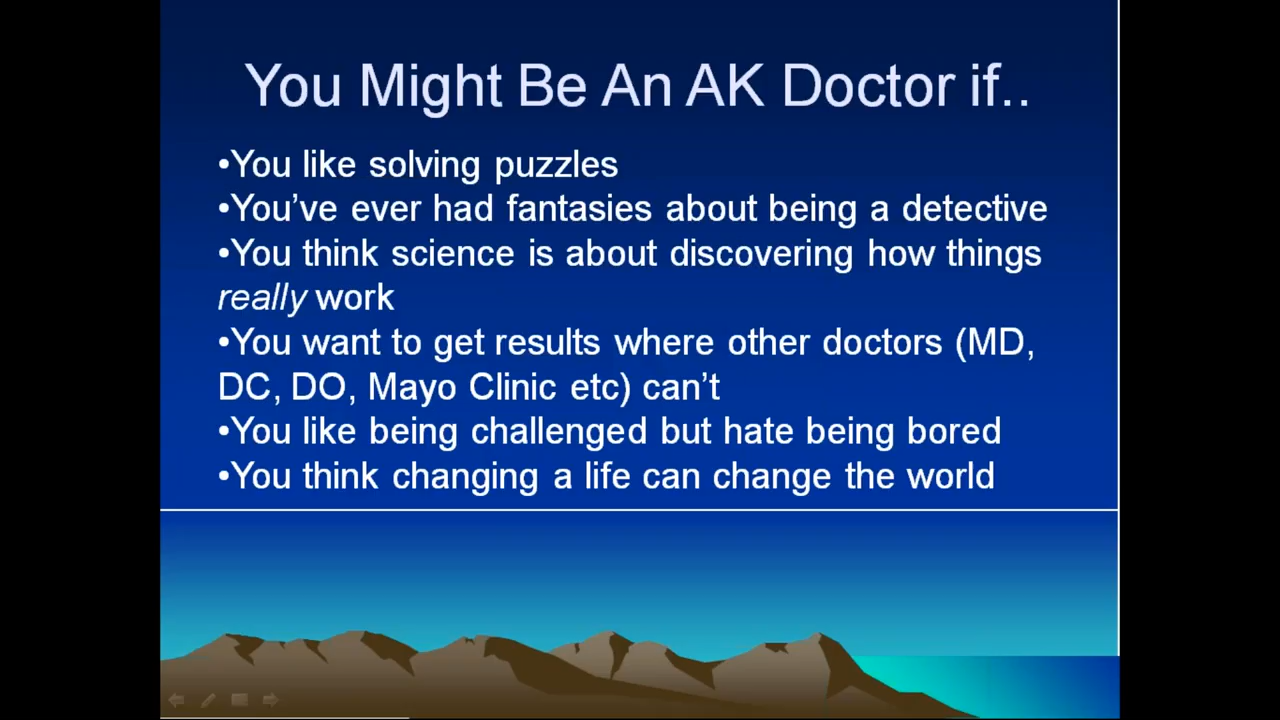 You Might Be An AK Doctor if..
•You like solving puzzles
•You’ve ever had fantasies about being a detective
•You think science is about discovering how things
really work
•You want to get results where other doctors (MD,
DC, DO, Mayo Clinic etc) can’t
•You like being challenged but hate being bored
•You think changing a life can change the world